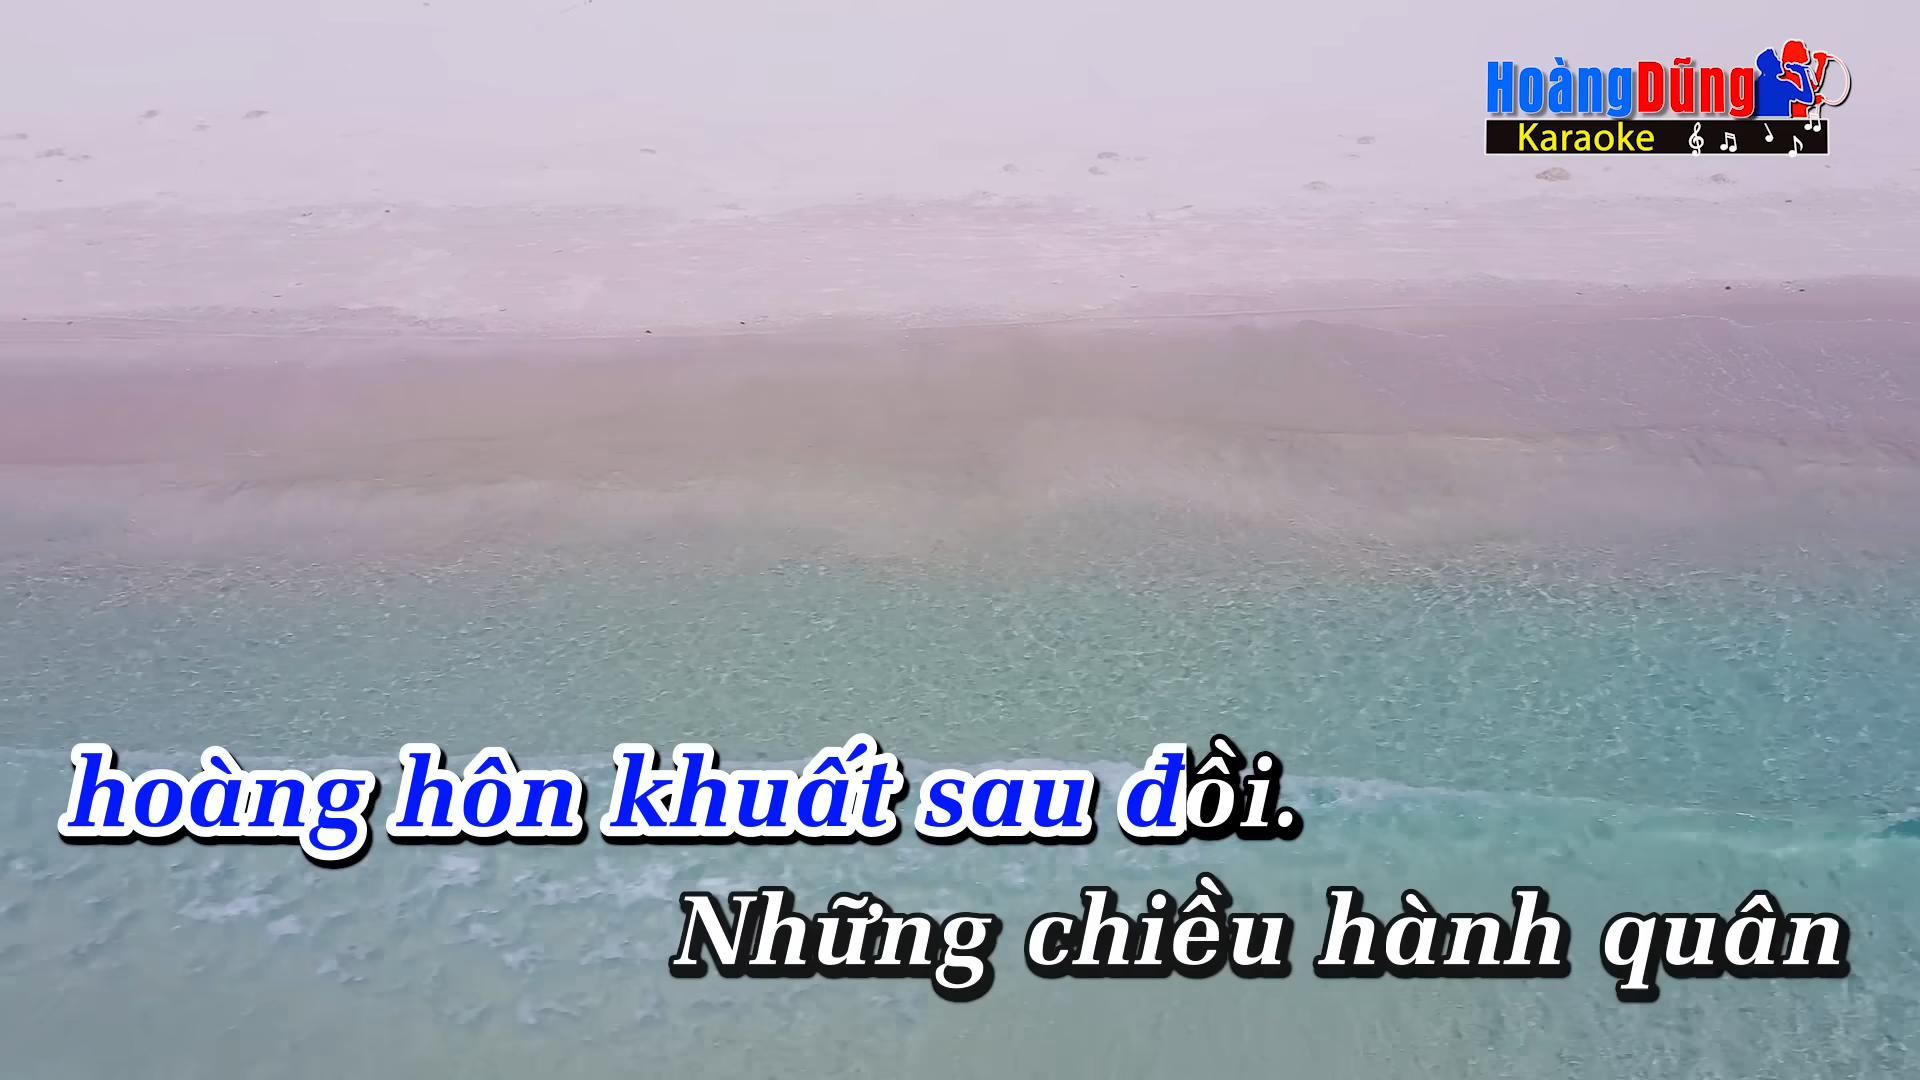 HoàngDũng
Karaoke
hoàng hôn khuất sau đồi.
Những chiều hành quân